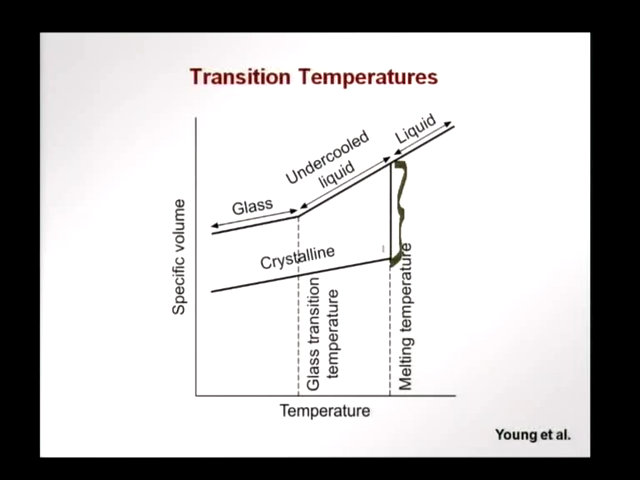 Transition Temperatures
Liquid
Undercooled
liquid
Glass
Crystalline
Specific volume
Glass transition
temperature
Melting temperature
Temperature
Young et al.